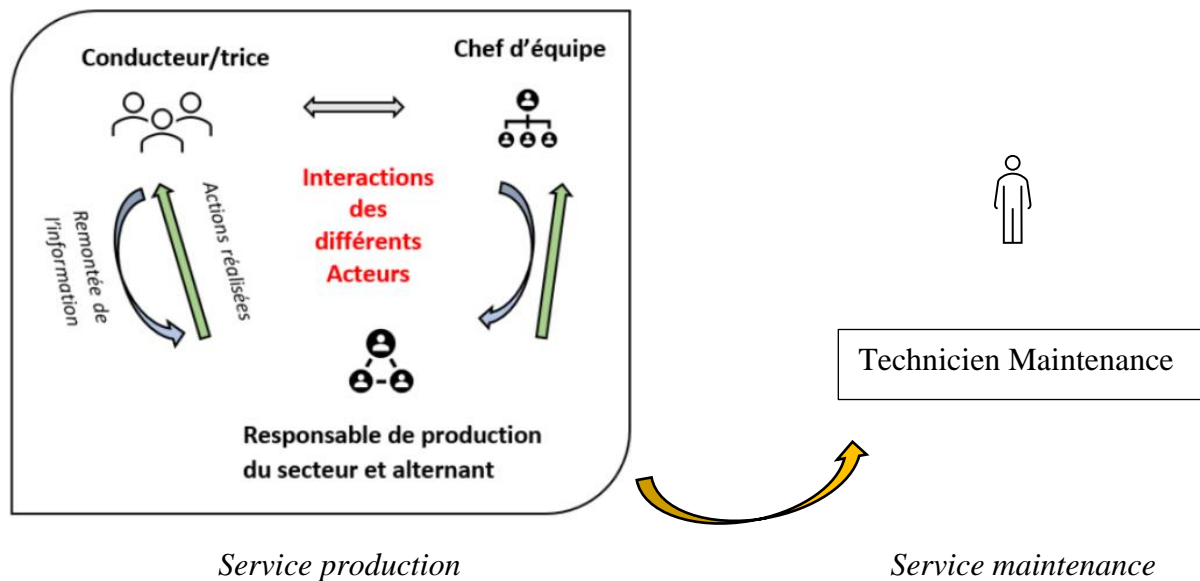 Conducteur/trice
Chef d'équipe
Interactions
des
différents
Acteurs
Remontée de
l'information
Actions réalisées
Responsable de production
du secteur et alternant
Technicien Maintenance
Service production
Service maintenance